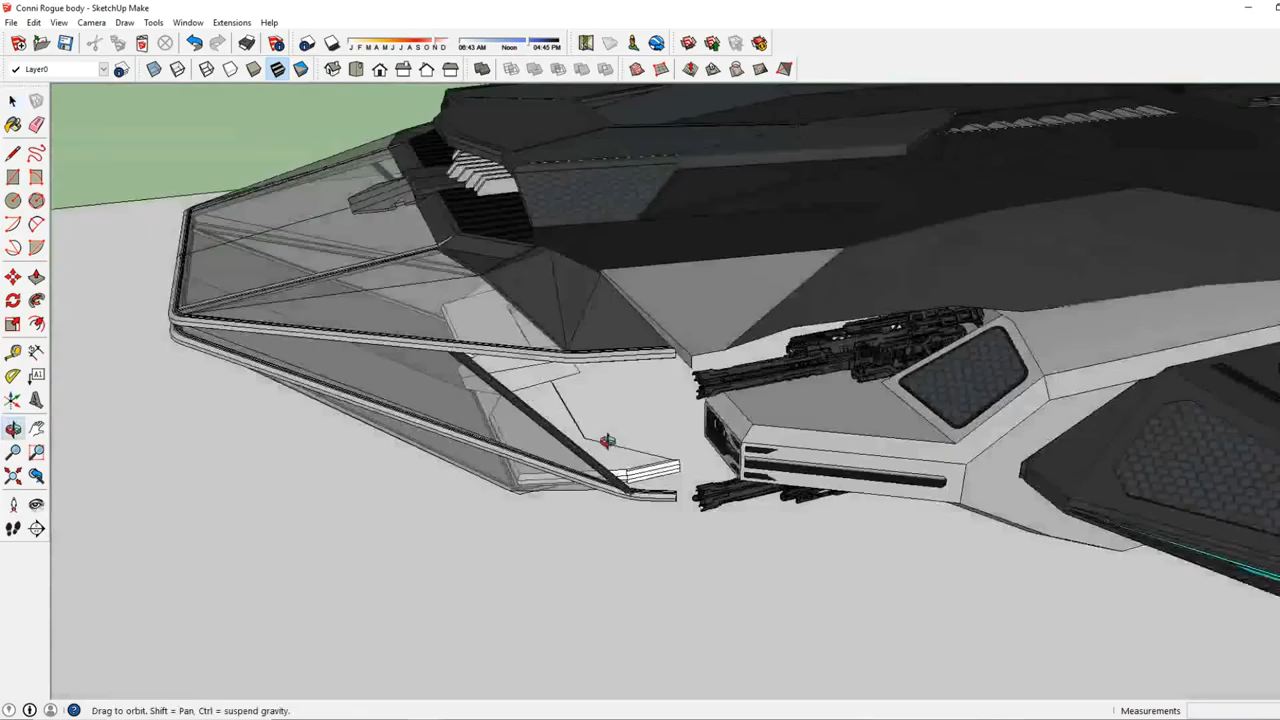 Conni Rogue body - SketchUp Make
File Edit View Camera Draw Tools Window Extensions Help
J F M A M J J A S O N D 06:43 AM Noon 04:45 PM
Layer0
A1
Drag to orbit. Shift = Pan, Ctrl = suspend gravity.
Measurements